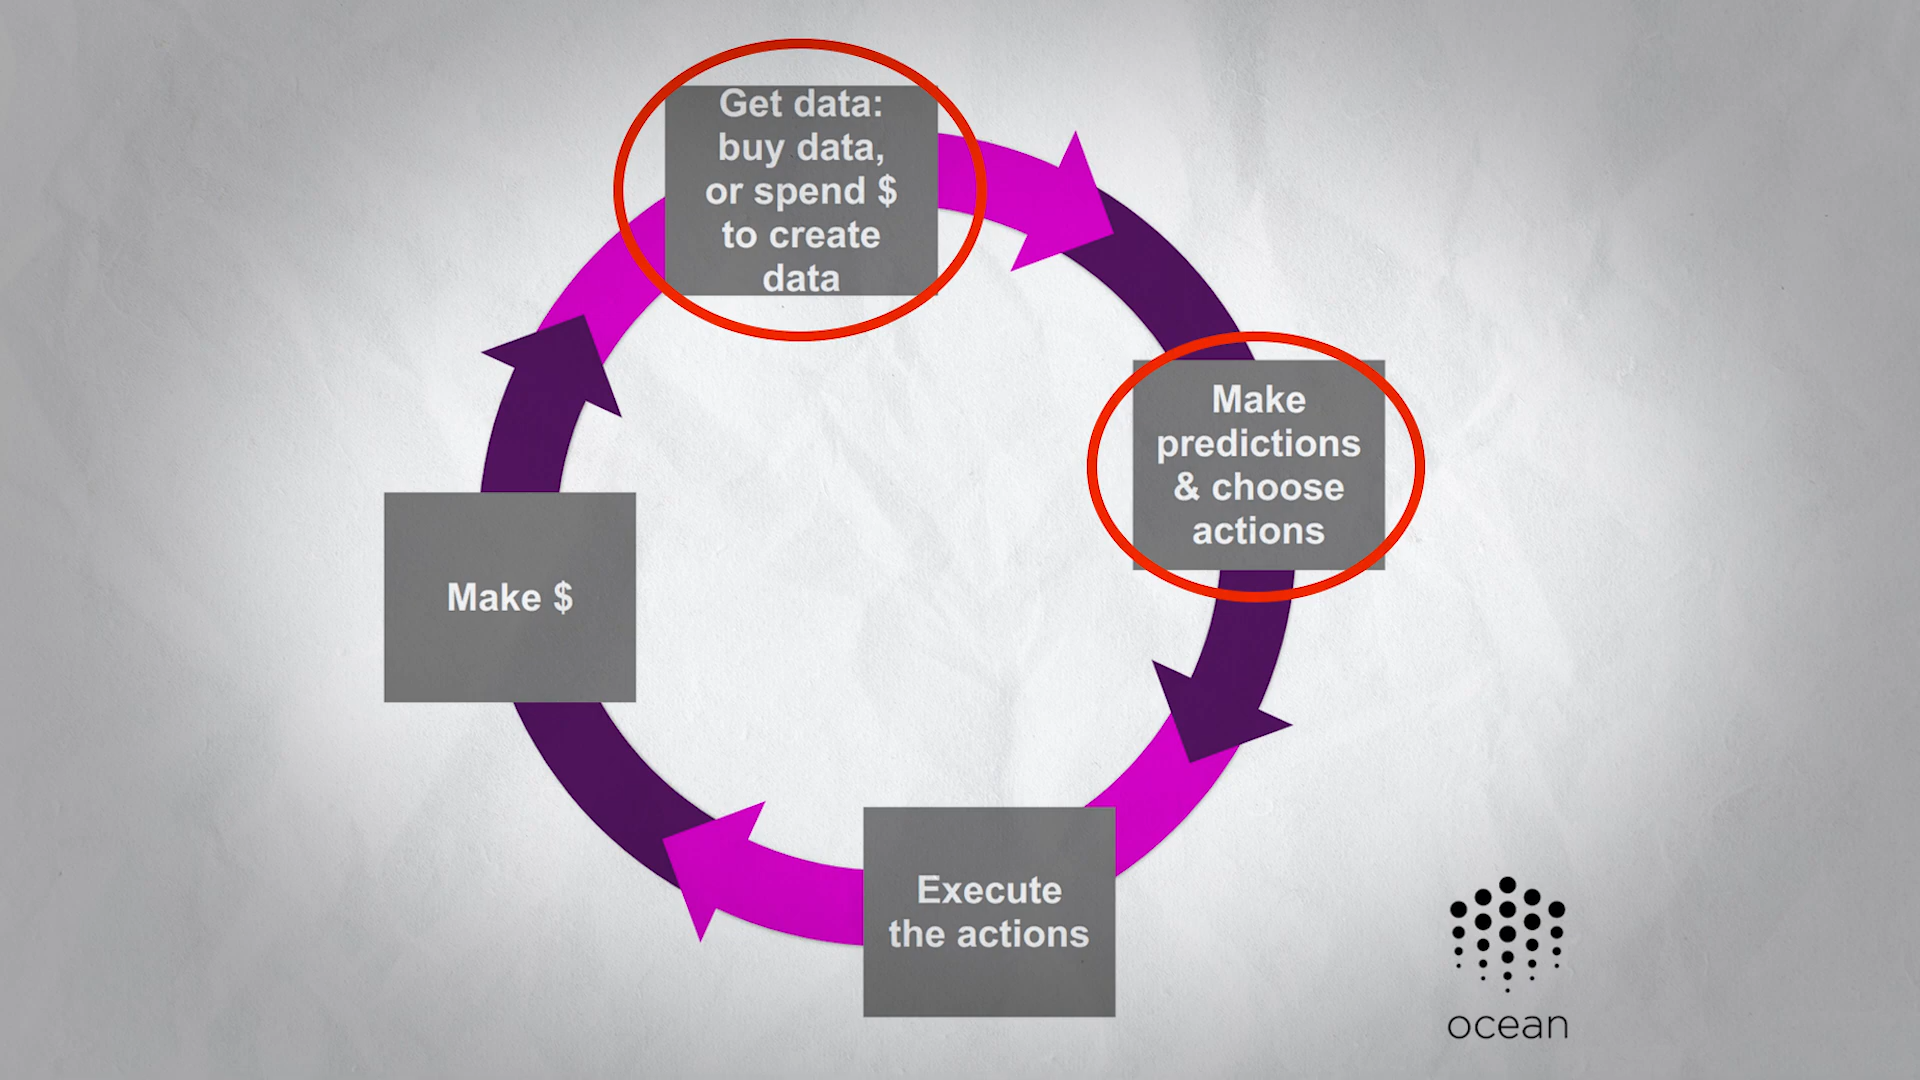 Get data:
buy data,
or spend $
to create
data
Make
predictions
& choose
actions
Make $
Execute
the actions
ocean